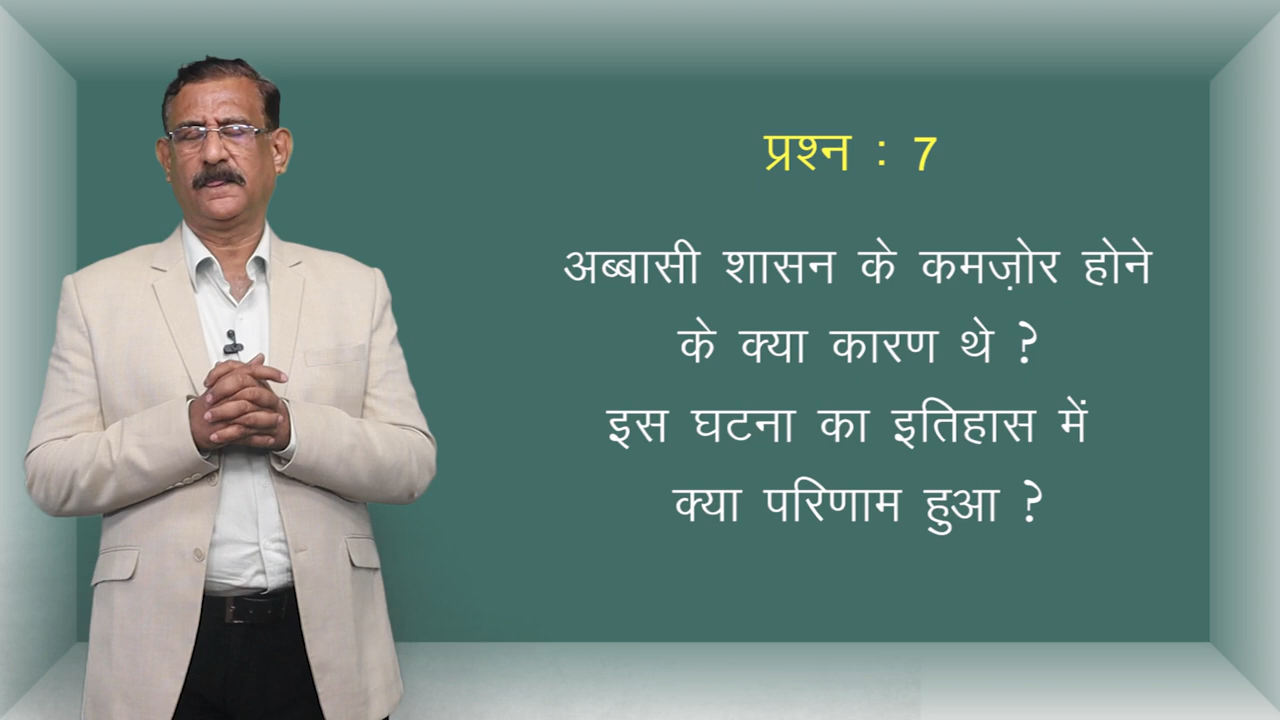 प्रश्न : 7
अब्बासी शासन के कमज़ोर होने
के क्या कारण थे ?
इस घटना का इतिहास में
क्या परिणाम हुआ ?